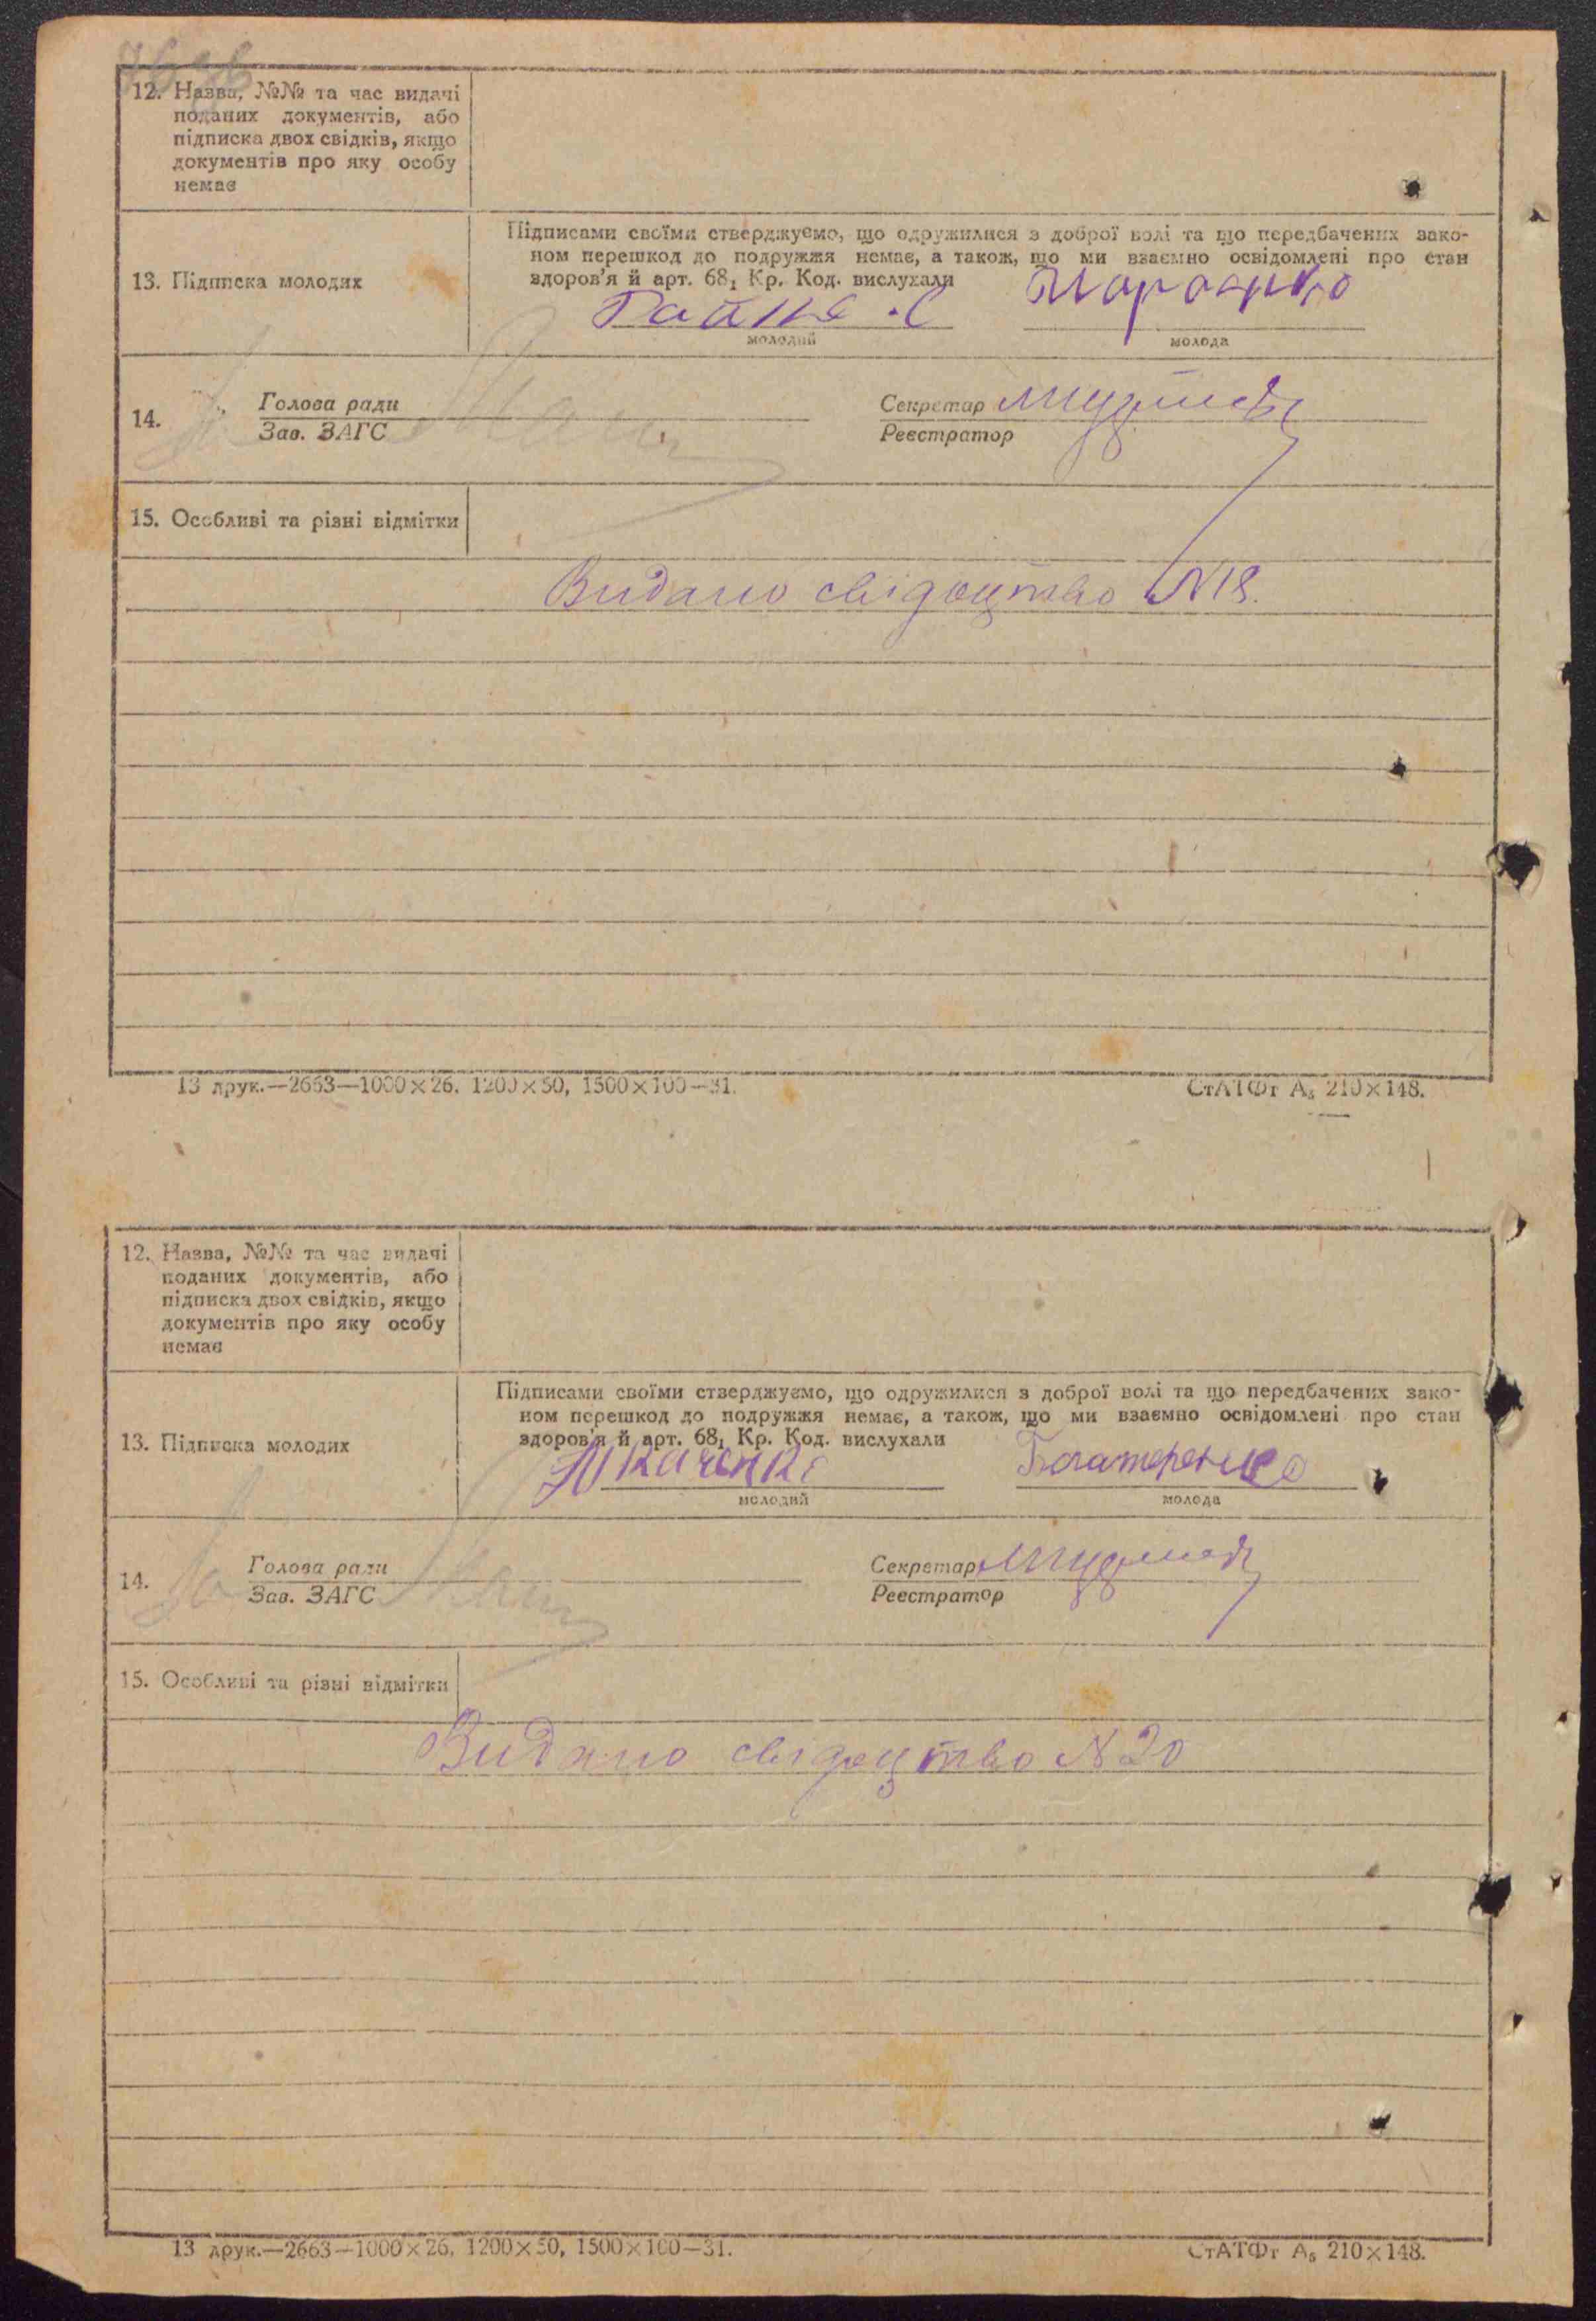 12. Назва, №№ та час видачі
поданих документів, або
підписка двох свідків, якщо
документів про яку особу
немає
13. Підписка молодих
Підписами своїми стверджуємо, що одружилися з доброї волі та що передбачених зако-
ном перешкод до подружжя немає, а також, що ми взаємно освідомлені про стан
здоров'я й арт. 68₁ Кр. Код. вислухали
молодий
молода
14. Голова ради
Зав. ЗАГС
Секретар
Реєстратор
15. Особливі та різні відмітки
Видано свідоцтво N18.
13 друк.—2663—1000×26. 1200×50, 1500×100—31.
СтАТФт А₅ 210×148.
12. Назва, №№ та час видачі
поданих документів, або
підписка двох свідків, якщо
документів про яку особу
немає
13. Підписка молодих
Підписами своїми стверджуємо, що одружилися з доброї волі та що передбачених зако-
ном перешкод до подружжя немає, а також, що ми взаємно освідомлені про стан
здоров'я й арт. 68₁ Кр. Код. вислухали
Ткаченко
Богатеренко
молодий
молода
14. Голова ради
Зав. ЗАГС
Секретар
Реєстратор
15. Особливі та різні відмітки
Видано свідоцтво N 20
13 друк.—2663—1000×26. 1200×50, 1500×100—31.
СтАТФт А₅ 210×148.